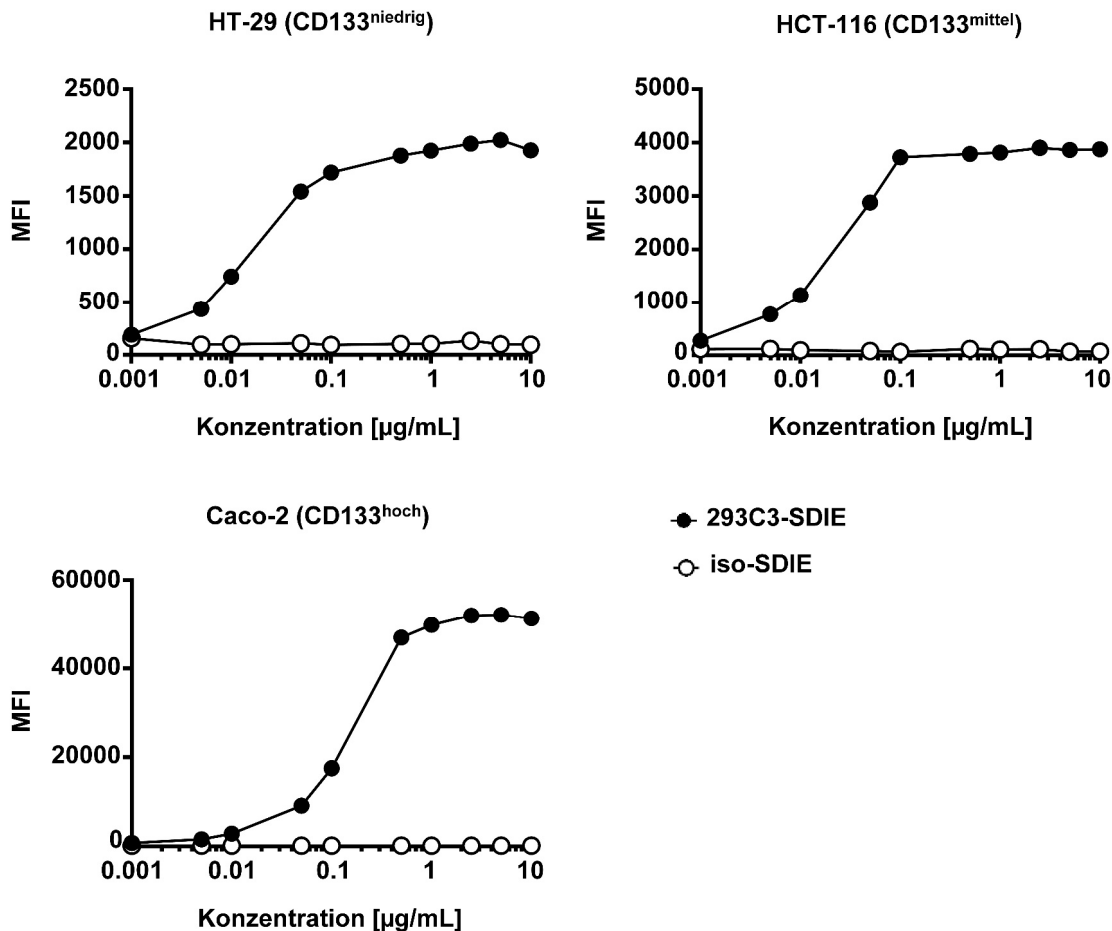 HT-29 (CD133niedrig)
2500
2000
1500
1000
500
0
MFI
0.001 0.01 0.1 1 10
Konzentration [µg/mL]
HCT-116 (CD133mittel)
5000
4000
3000
2000
1000
0
MFI
0.001 0.01 0.1 1 10
Konzentration [µg/mL]
Caco-2 (CD133hoch)
60000
40000
20000
0
MFI
0.001 0.01 0.1 1 10
Konzentration [µg/mL]
293C3-SDIE
iso-SDIE